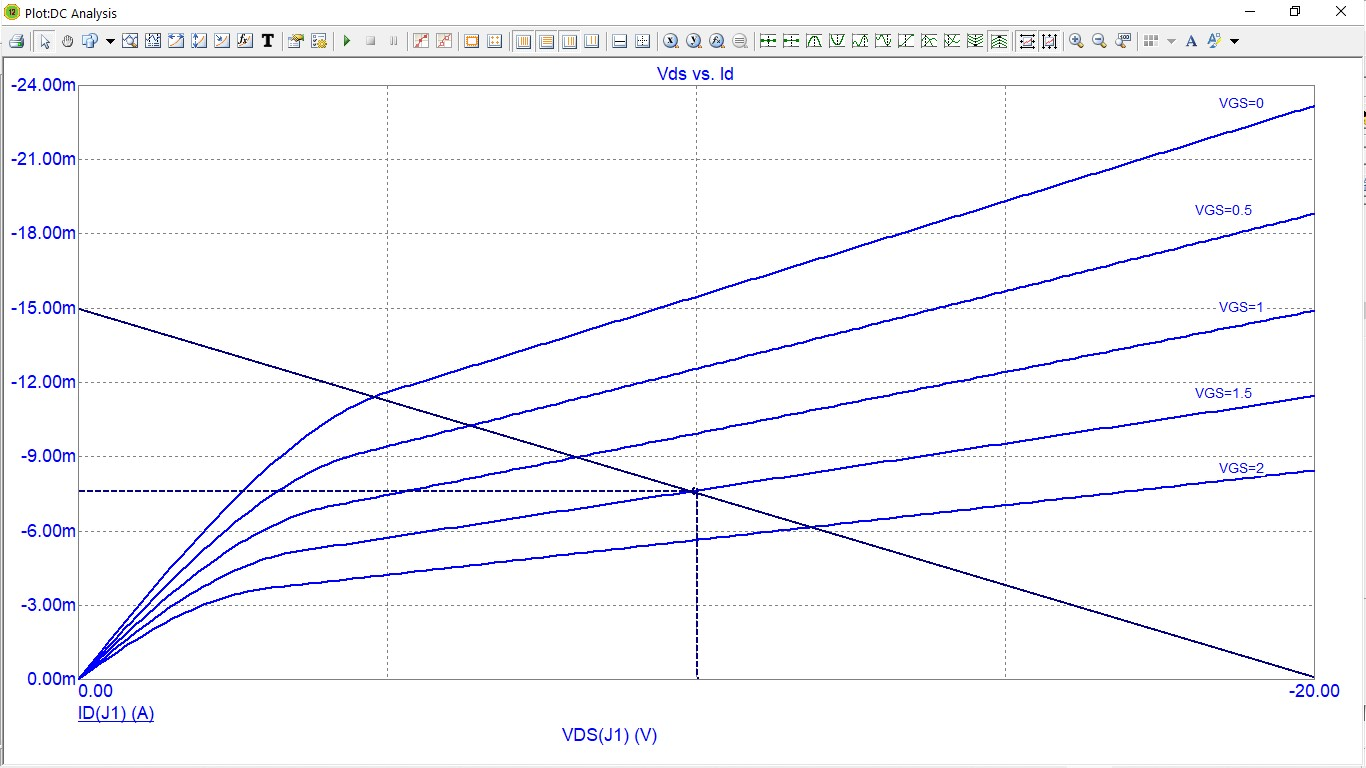 Plot:DC Analysis
Vds vs. Id
-24.00m
VGS=0
-21.00m
VGS=0.5
-18.00m
-15.00m
VGS=1
-12.00m
VGS=1.5
-9.00m
VGS=2
-6.00m
-3.00m
0.00m
0.00
-20.00
ID(J1) (A)
VDS(J1) (V)